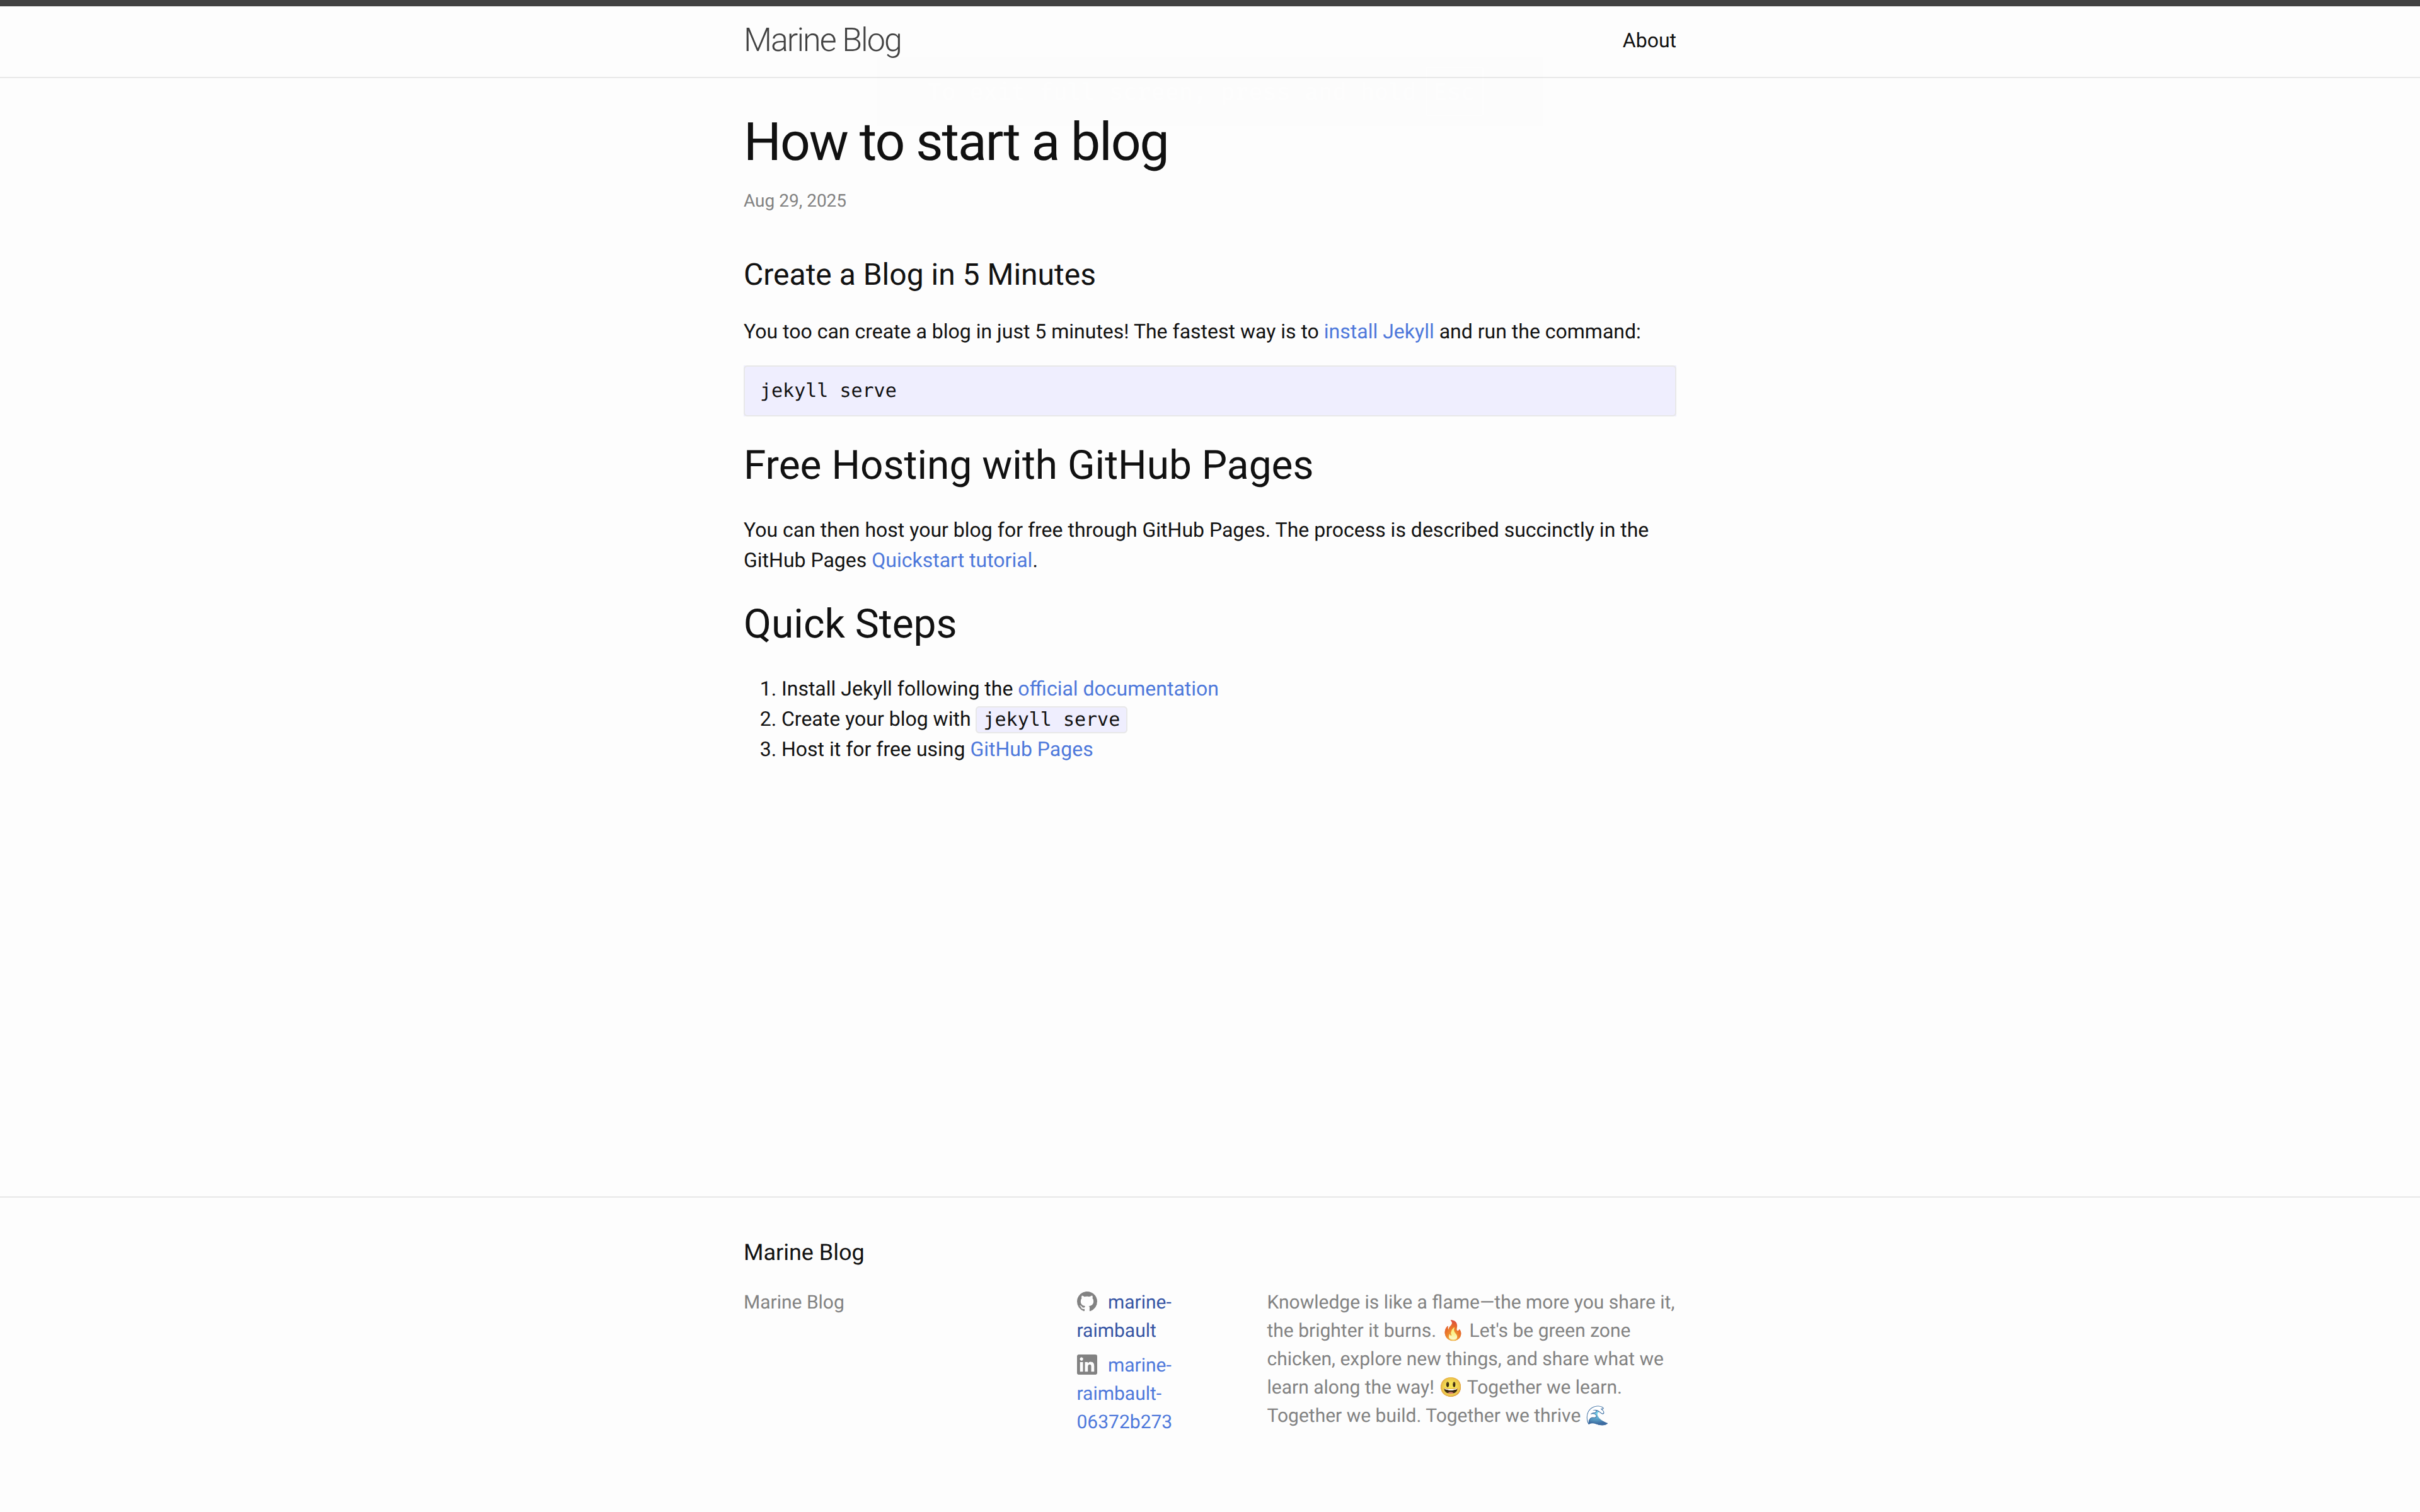 Marine Blog
About
How to start a blog
Aug 29, 2025
Create a Blog in 5 Minutes
You too can create a blog in just 5 minutes! The fastest way is to install Jekyll and run the command:
jekyll serve
Free Hosting with GitHub Pages
You can then host your blog for free through GitHub Pages. The process is described succinctly in the
GitHub Pages Quickstart tutorial.
Quick Steps
1. Install Jekyll following the official documentation
2. Create your blog with jekyll serve
3. Host it for free using GitHub Pages
Marine Blog
Marine Blog
marine-
raimbault
in marine-
raimbault-
06372b273
Knowledge is like a flame—the more you share it,
the brighter it burns. 🔥 Let's be green zone
chicken, explore new things, and share what we
learn along the way! 😃 Together we learn.
Together we build. Together we thrive 🌊